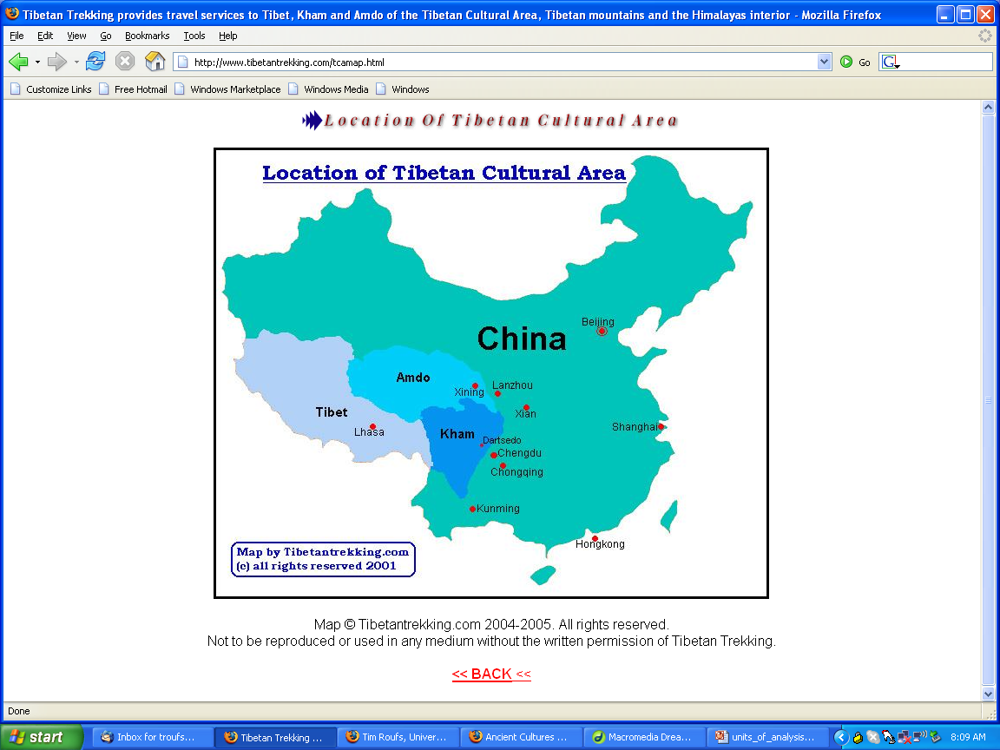 Tibetan Trekking provides travel services to Tibet, Kham and Amdo of the Tibetan Cultural Area, Tibetan mountains and the Himalayas interior - Mozilla Firefox
File Edit View Go Bookmarks Tools Help
http://www.tibetantrekking.com/tcamap.html Go G
Customize Links Free Hotmail Windows Marketplace Windows Media Windows
Location Of Tibetan Cultural Area
Location of Tibetan Cultural Area
Beijing
China
Amdo
Lanzhou
Xining
Tibet
Xian
Lhasa
Kham
Shanghai
Dartsedo
Chengdu
Chongqing
Kunming
Hongkong
Map by Tibetantrekking.com
(c) all rights reserved 2001
Map © Tibetantrekking.com 2004-2005. All rights reserved.
Not to be reproduced or used in any medium without the written permission of Tibetan Trekking.
<< BACK <<
Done
start Inbox for troufs... Tibetan Trekking ... Tim Roufs, Univer... Ancient Cultures ... Macromedia Drea... units_of_analysis... 8:09 AM